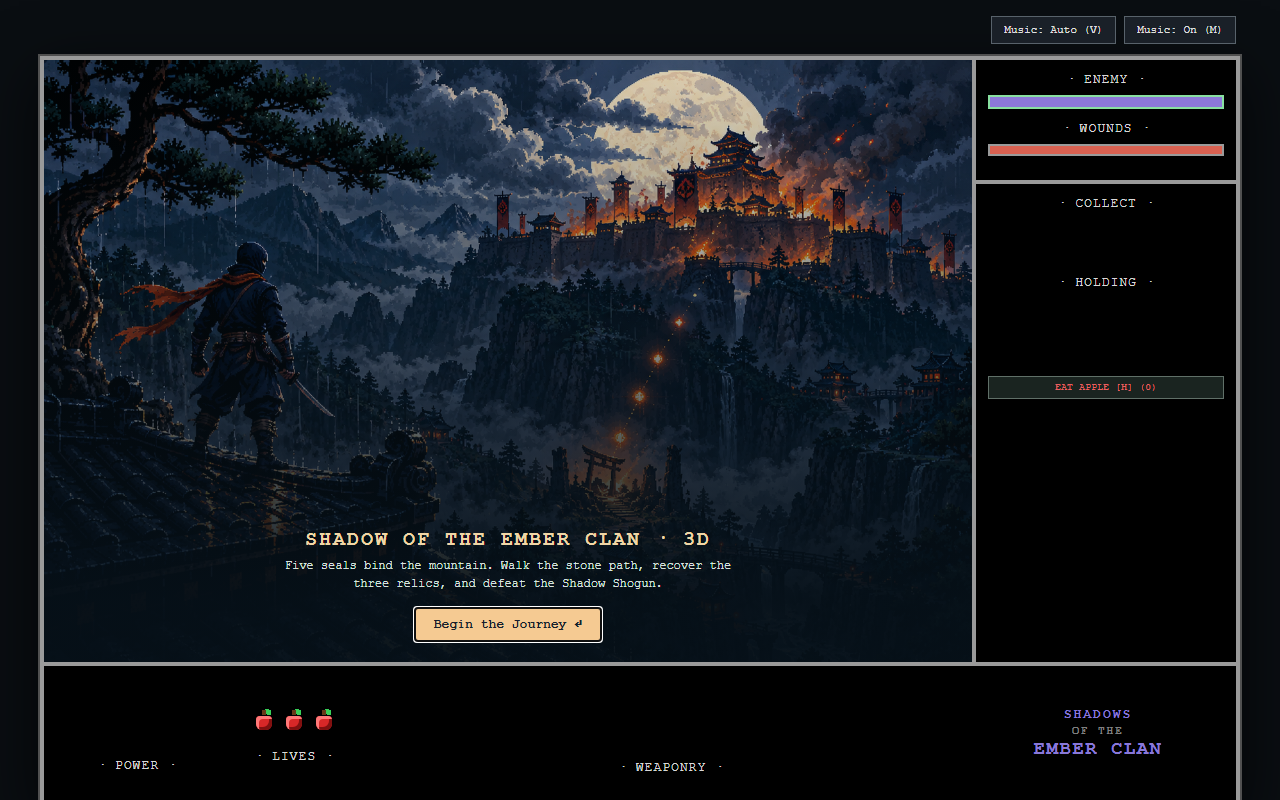 Music: Auto (V)
Music: On (M)
· ENEMY ·
· WOUNDS ·
· COLLECT ·
· HOLDING ·
EAT APPLE [H] (0)
SHADOW OF THE EMBER CLAN · 3D
Five seals bind the mountain. Walk the stone path, recover the
three relics, and defeat the Shadow Shogun.
Begin the Journey ↵
· POWER ·
· LIVES ·
· WEAPONRY ·
SHADOWS
OF THE
EMBER CLAN